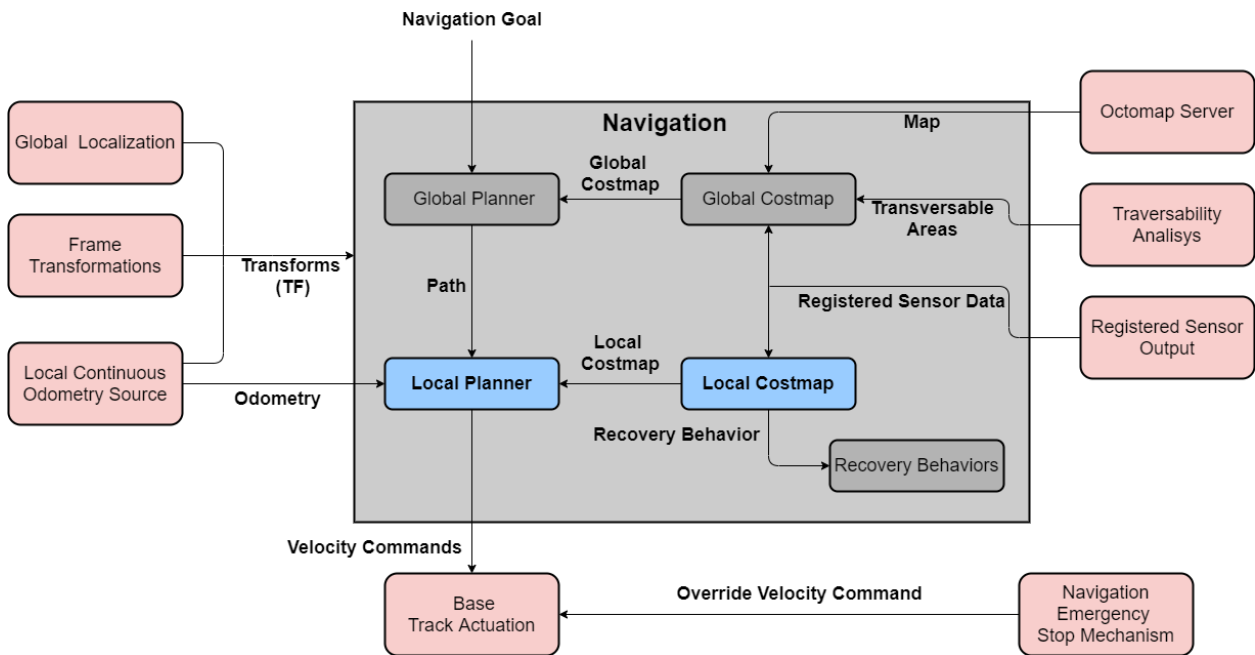 Navigation Goal
Global Localization
Frame
Transformations
Local Continuous
Odometry Source
Transforms
(TF)
Odometry
Navigation
Global Planner
Global
Costmap
Global Costmap
Map
Transversable
Areas
Path
Registered Sensor Data
Local Planner
Local
Costmap
Local Costmap
Recovery Behavior
Recovery Behaviors
Octomap Server
Traversability
Analisys
Registered Sensor
Output
Velocity Commands
Base
Track Actuation
Override Velocity Command
Navigation
Emergency
Stop Mechanism